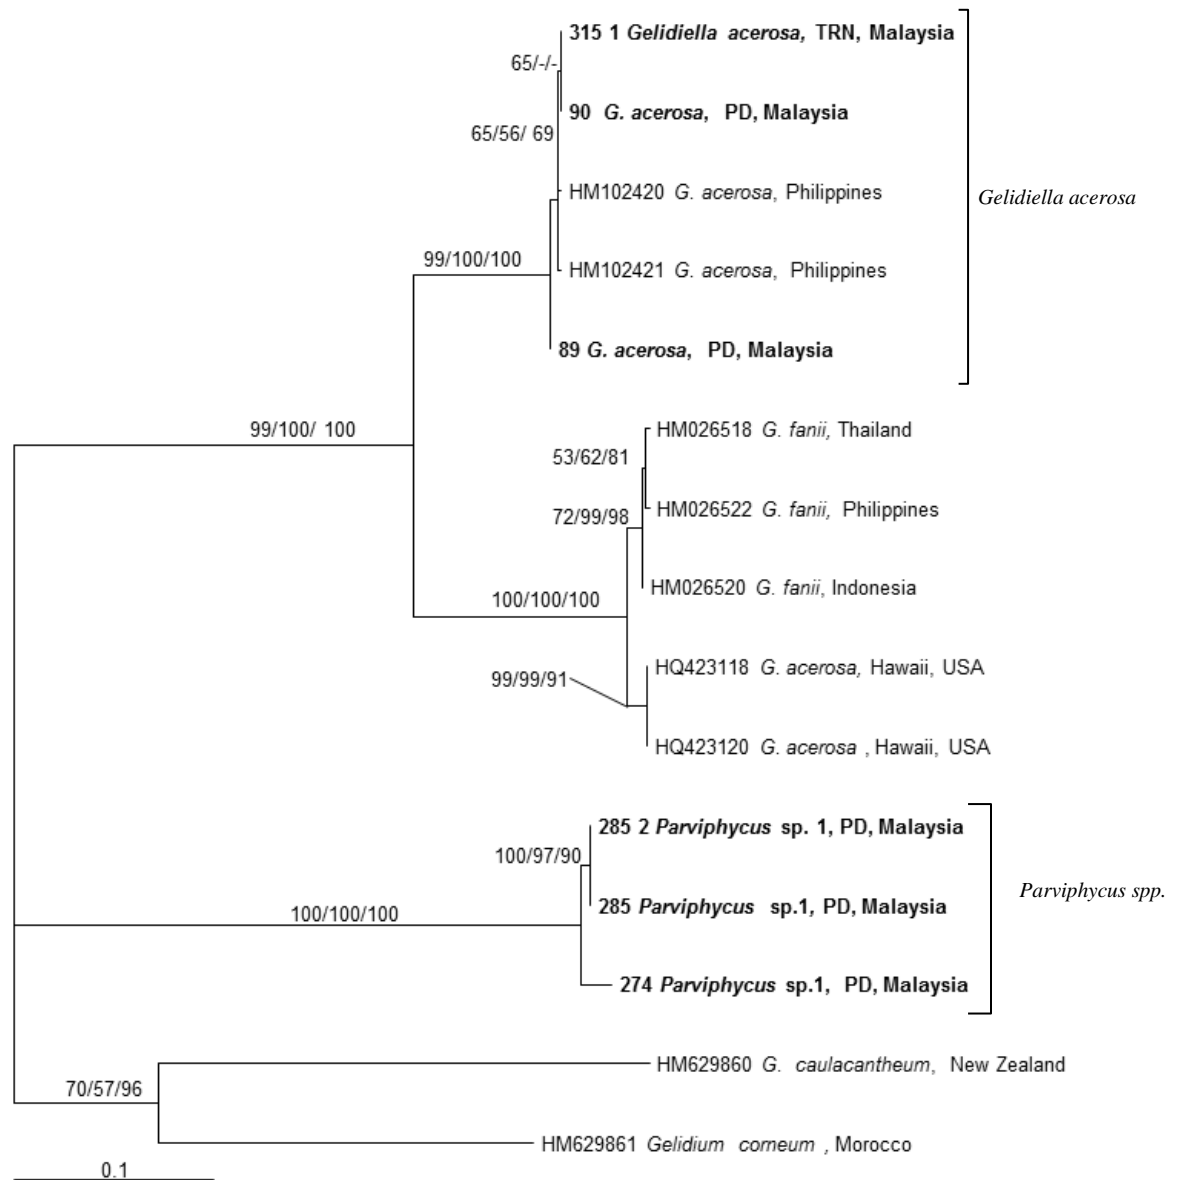 315 1 Gelidiella acerosa, TRN, Malaysia
65/-/-
90 G. acerosa, PD, Malaysia
65/56/ 69
HM102420 G. acerosa, Philippines
Gelidiella acerosa
99/100/100
HM102421 G. acerosa, Philippines
89 G. acerosa, PD, Malaysia
99/100/ 100
HM026518 G. fanii, Thailand
53/62/81
HM026522 G. fanii, Philippines
72/99/98
HM026520 G. fanii, Indonesia
100/100/100
HQ423118 G. acerosa, Hawaii, USA
99/99/91
HQ423120 G. acerosa , Hawaii, USA
285 2 Parviphycus sp. 1, PD, Malaysia
100/97/90
Parviphycus spp.
285 Parviphycus sp.1, PD, Malaysia
100/100/100
274 Parviphycus sp.1, PD, Malaysia
HM629860 G. caulacantheum, New Zealand
70/57/96
HM629861 Gelidium corneum , Morocco
0.1